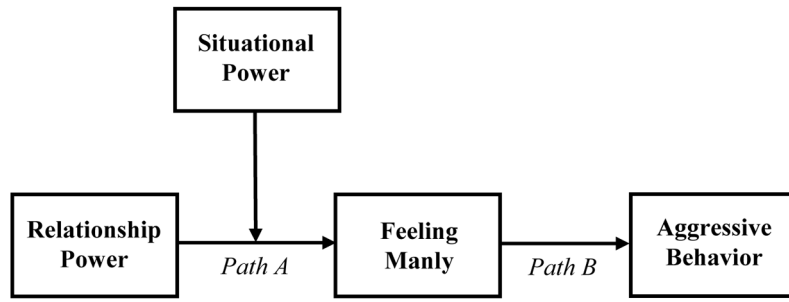 Situational
Power
Relationship
Power
Path A
Feeling
Manly
Path B
Aggressive
Behavior